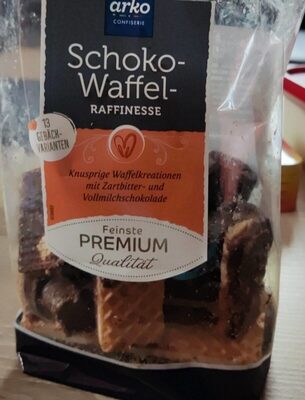 arko
CONFISERIE
Schoko-
Waffel-
RAFFINESSE
13
GEBÄCK-
VARIANTEN
Knusprige Waffelkreationen
mit Zartbitter- und
Vollmilchschokolade
Feinste
PREMIUM
Qualität